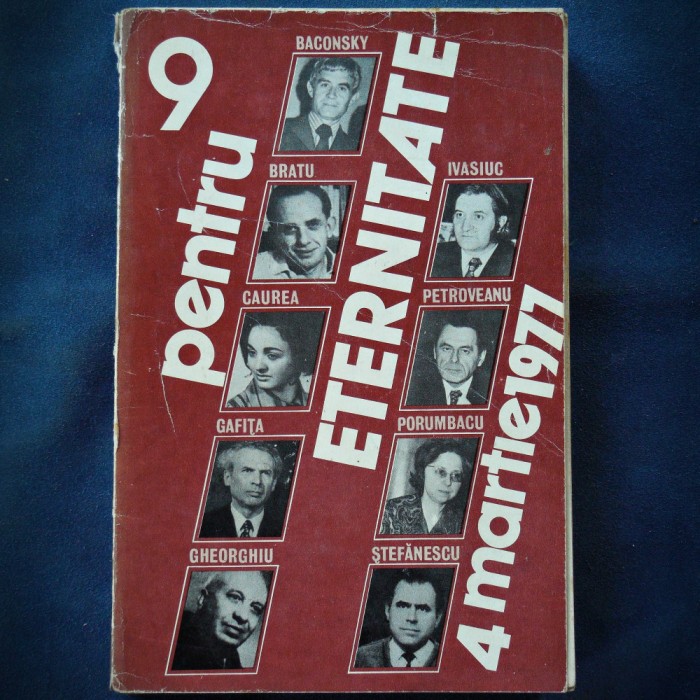 9
pentru
ETERNITATE
4 martie 1977
BACONSKY
BRATU
IVASIUC
CAUREA
PETROVEANU
GAFIȚA
PORUMBACU
GHEORGHIU
ȘTEFĂNESCU